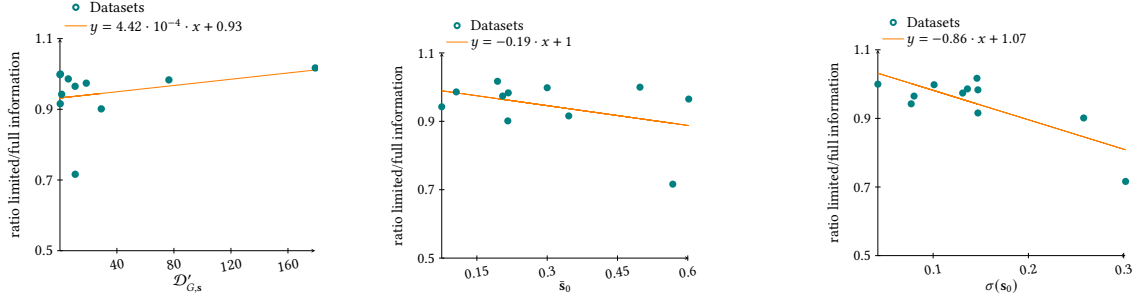 Datasets
y = 4.42 · 10⁻⁴ · x + 0.93
1.1
0.9
0.7
0.5
40
80
120
160
ratio limited/full information
𝒟′_{G,s}
Datasets
y = −0.19 · x + 1
1.1
0.9
0.7
0.5
0.15
0.3
0.45
0.6
ratio limited/full information
s̄₀
Datasets
y = −0.86 · x + 1.07
1.1
0.9
0.7
0.5
0.1
0.2
0.3
ratio limited/full information
σ(s₀)